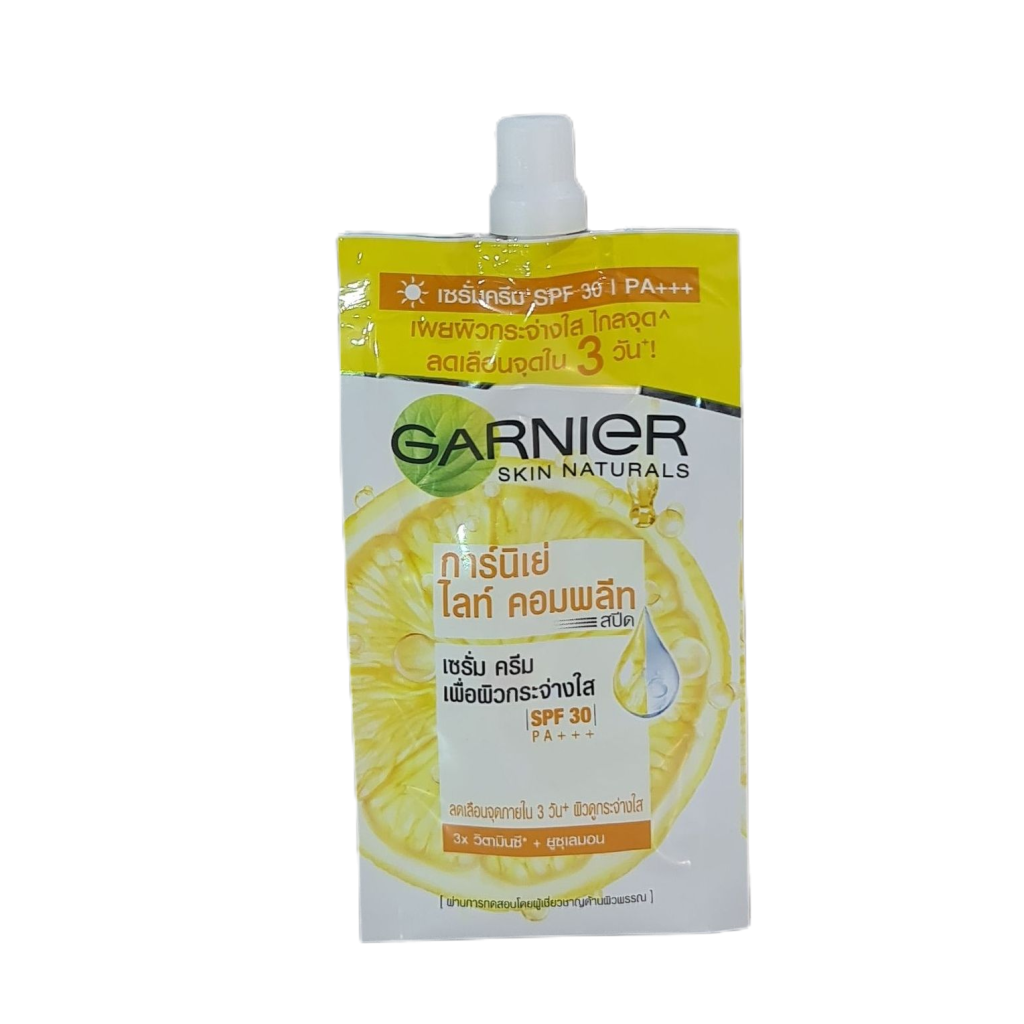 เซรั่มครีม SPF 30 | PA+++
เผยผิวกระจ่างใส ไกลจุด^
ลดเลือนจุดใน 3 วัน⁺!
GARNIER
SKIN NATURALS
การ์นิเย่
ไลท์ คอมพลีท
สปีด
เซรั่ม ครีม
เพื่อผิวกระจ่างใส
|SPF 30|
PA+++
ลดเลือนจุดภายใน 3 วัน⁺ ผิวดูกระจ่างใส
3x วิตามินซี* + ยูซุเลมอน
[ ผ่านการทดสอบโดยผู้เชี่ยวชาญด้านผิวพรรณ ]